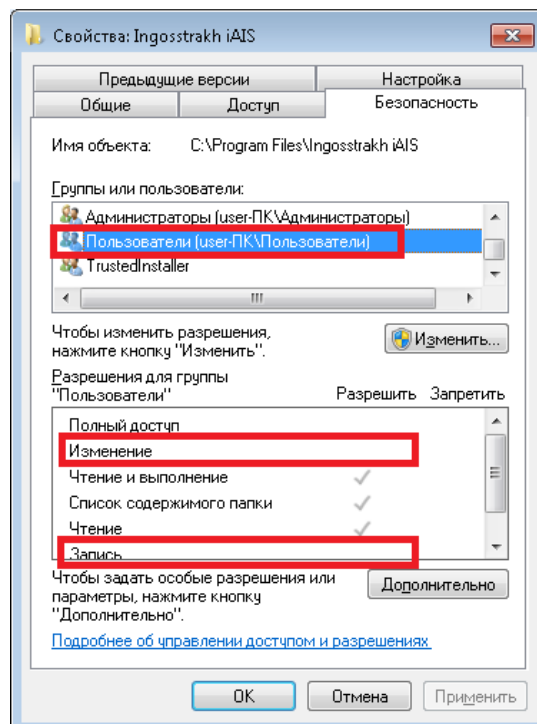 Свойства: Ingosstrakh iAIS
Предыдущие версии Настройка
Общие Доступ Безопасность
Имя объекта: C:\Program Files\Ingosstrakh iAIS
Группы или пользователи:
Администраторы (user-ПК\Администраторы)
Пользователи (user-ПК\Пользователи)
TrustedInstaller
Чтобы изменить разрешения,
нажмите кнопку "Изменить".
Изменить...
Разрешения для группы
"Пользователи" Разрешить Запретить
Полный доступ
Изменение
Чтение и выполнение
Список содержимого папки
Чтение
Запись
Чтобы задать особые разрешения или
параметры, нажмите кнопку
"Дополнительно".
Дополнительно
Подробнее об управлении доступом и разрешениях
ОК Отмена Применить